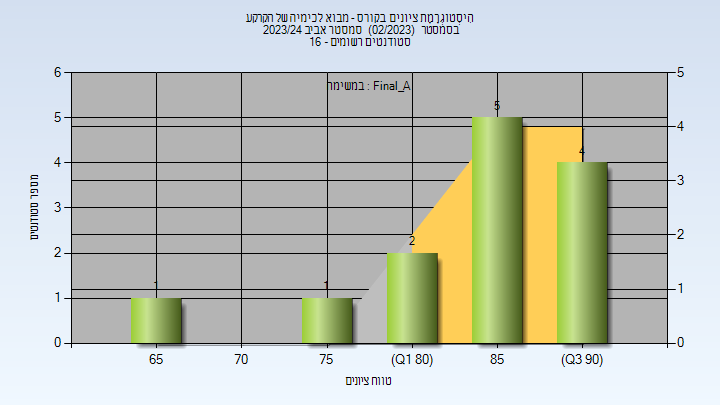 היסטוגרמת ציונים בקורס - מבוא לכימיה של הקרקע
בסמסטר (02/2023) סמסטר אביב 2023/24
סטודנטים רשומים - 16
במשימה : Final_A
6
5
4
3
2
1
0
5
4
3
2
1
0
מספר סטודנטים
1
1
2
5
4
65
70
75
(Q1 80)
85
(Q3 90)
טווח ציונים